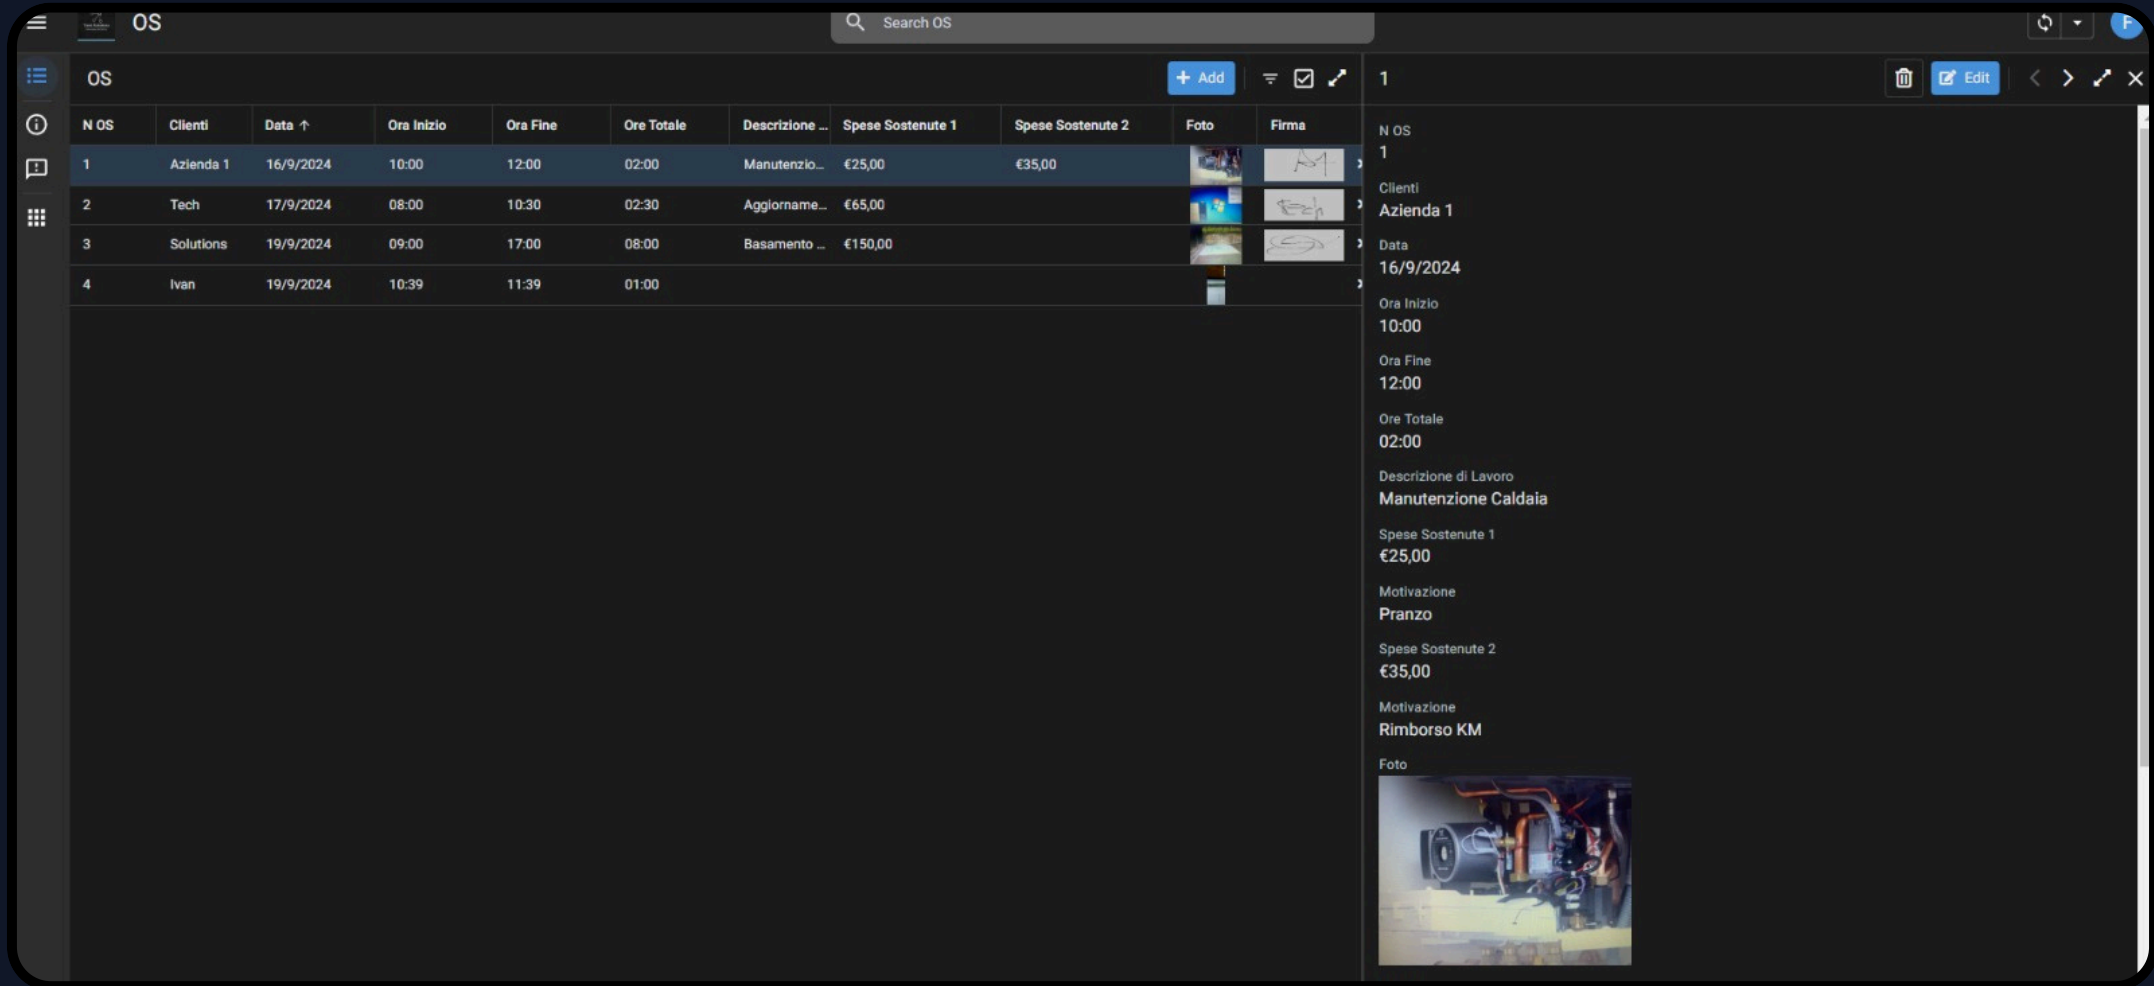 OS
Search OS
F
OS
Add
N OS Clienti Data ↑ Ora Inizio Ora Fine Ore Totale Descrizione ... Spese Sostenute 1 Spese Sostenute 2 Foto Firma
1 Azienda 1 16/9/2024 10:00 12:00 02:00 Manutenzio... €25,00 €35,00 A1
2 Tech 17/9/2024 08:00 10:30 02:30 Aggiorname... €65,00 Tech
3 Solutions 19/9/2024 09:00 17:00 08:00 Basamento ... €150,00
4 Ivan 19/9/2024 10:39 11:39 01:00
1
Edit
N OS
1
Clienti
Azienda 1
Data
16/9/2024
Ora Inizio
10:00
Ora Fine
12:00
Ore Totale
02:00
Descrizione di Lavoro
Manutenzione Caldaia
Spese Sostenute 1
€25,00
Motivazione
Pranzo
Spese Sostenute 2
€35,00
Motivazione
Rimborso KM
Foto